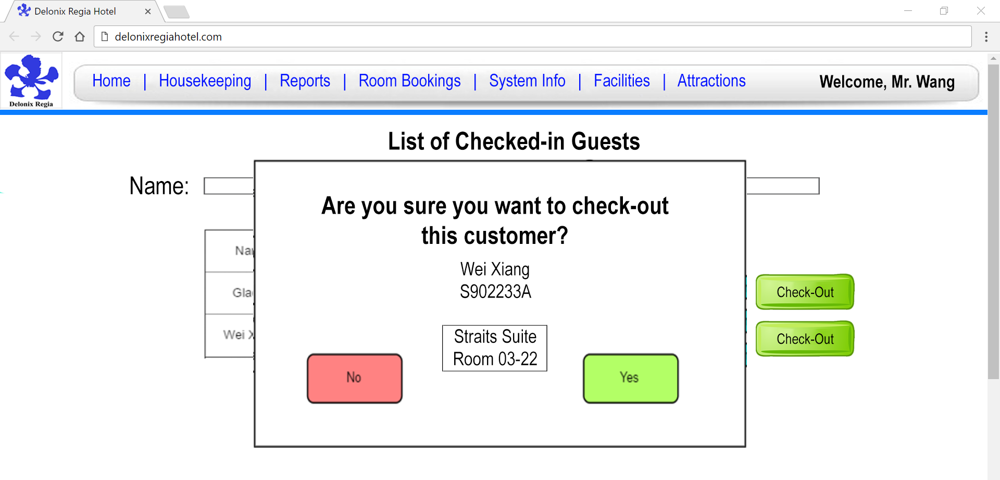 Delonix Regia Hotel
delonixregiahotel.com
Delonix Regia
Home | Housekeeping | Reports | Room Bookings | System Info | Facilities | Attractions
Welcome, Mr. Wang
List of Checked-in Guests
Name:
Are you sure you want to check-out
this customer?
Wei Xiang
S902233A
Straits Suite
Room 03-22
No
Yes
Wei
Check-Out
Check-Out